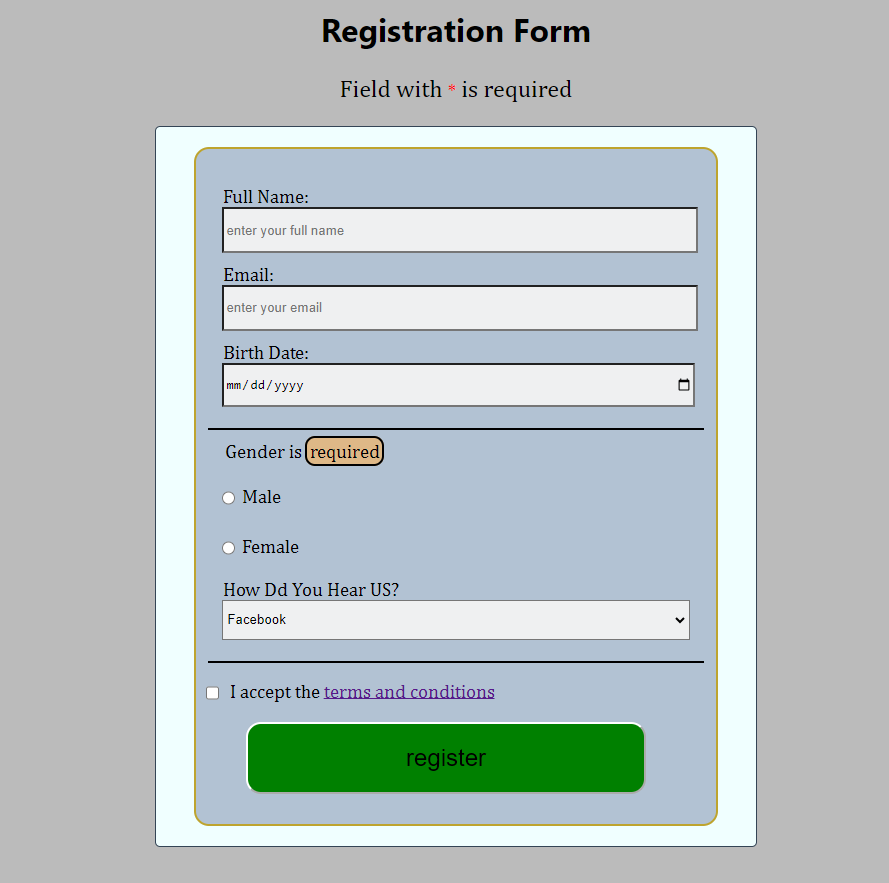 Registration Form
Field with * is required
Full Name:
enter your full name
Email:
enter your email
Birth Date:
mm/dd/yyyy
Gender is required
Male
Female
How Dd You Hear US?
Facebook
I accept the terms and conditions
register